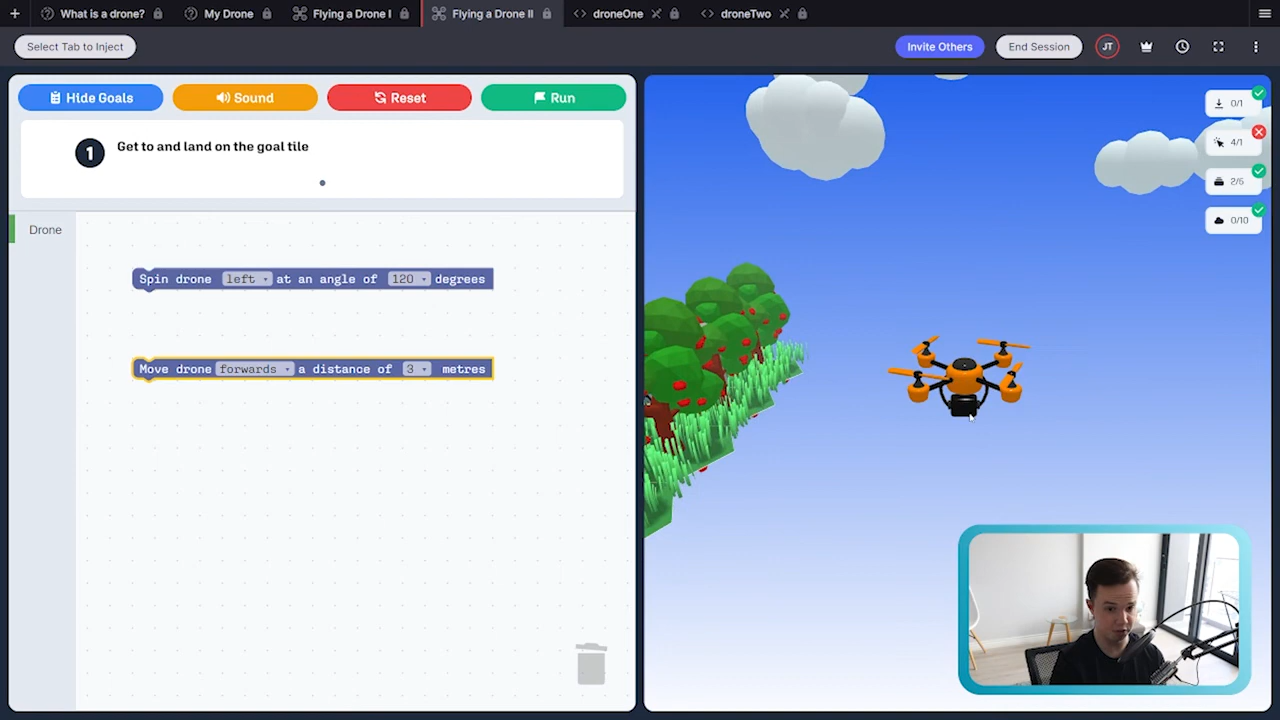 What is a drone?
My Drone
Flying a Drone I
Flying a Drone II
droneOne
droneTwo
Select Tab to Inject
Invite Others
End Session
JT
Hide Goals
Sound
Reset
Run
1
Get to and land on the goal tile
Drone
Spin drone left at an angle of 120 degrees
Move drone forwards a distance of 3 metres
0/1
4/1
2/6
0/10